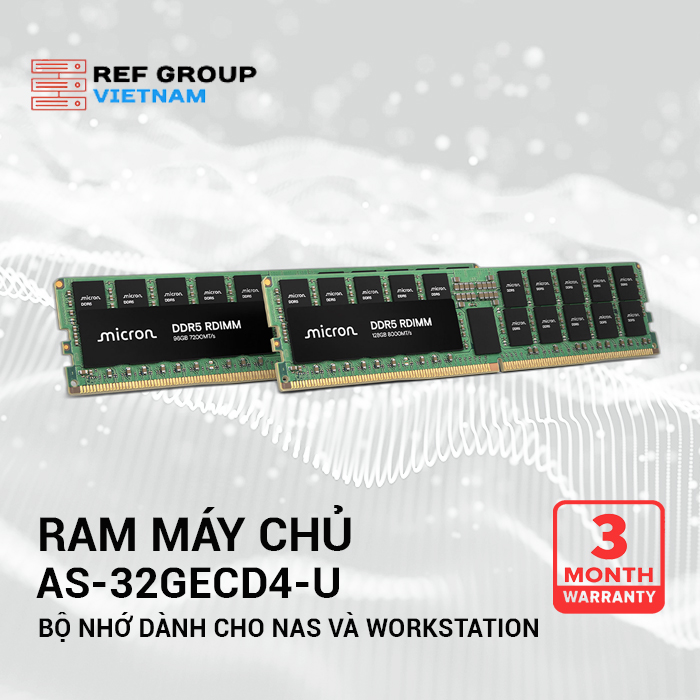 REF GROUP
VIETNAM
micron
DDR5 RDIMM
96GB 7200MT/s
micron
DDR5 RDIMM
128GB 8000MT/s
RAM MÁY CHỦ
AS-32GECD4-U
BỘ NHỚ DÀNH CHO NAS VÀ WORKSTATION
3
MONTH
WARRANTY